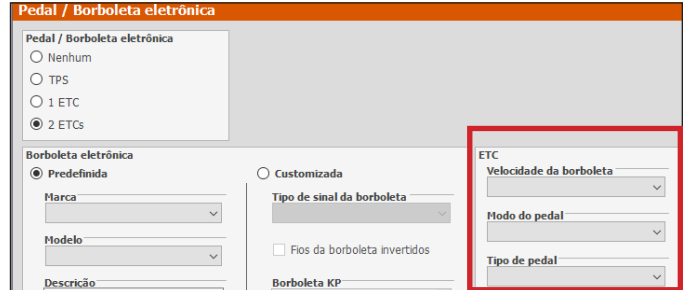 Pedal / Borboleta eletrônica
Pedal / Borboleta eletrônica
Nenhum
TPS
1 ETC
2 ETCs
Borboleta eletrônica
Predefinida
Marca
Modelo
Descrição
Customizada
Tipo de sinal da borboleta
Fios da borboleta invertidos
Borboleta KP
ETC
Velocidade da borboleta
Modo do pedal
Tipo de pedal